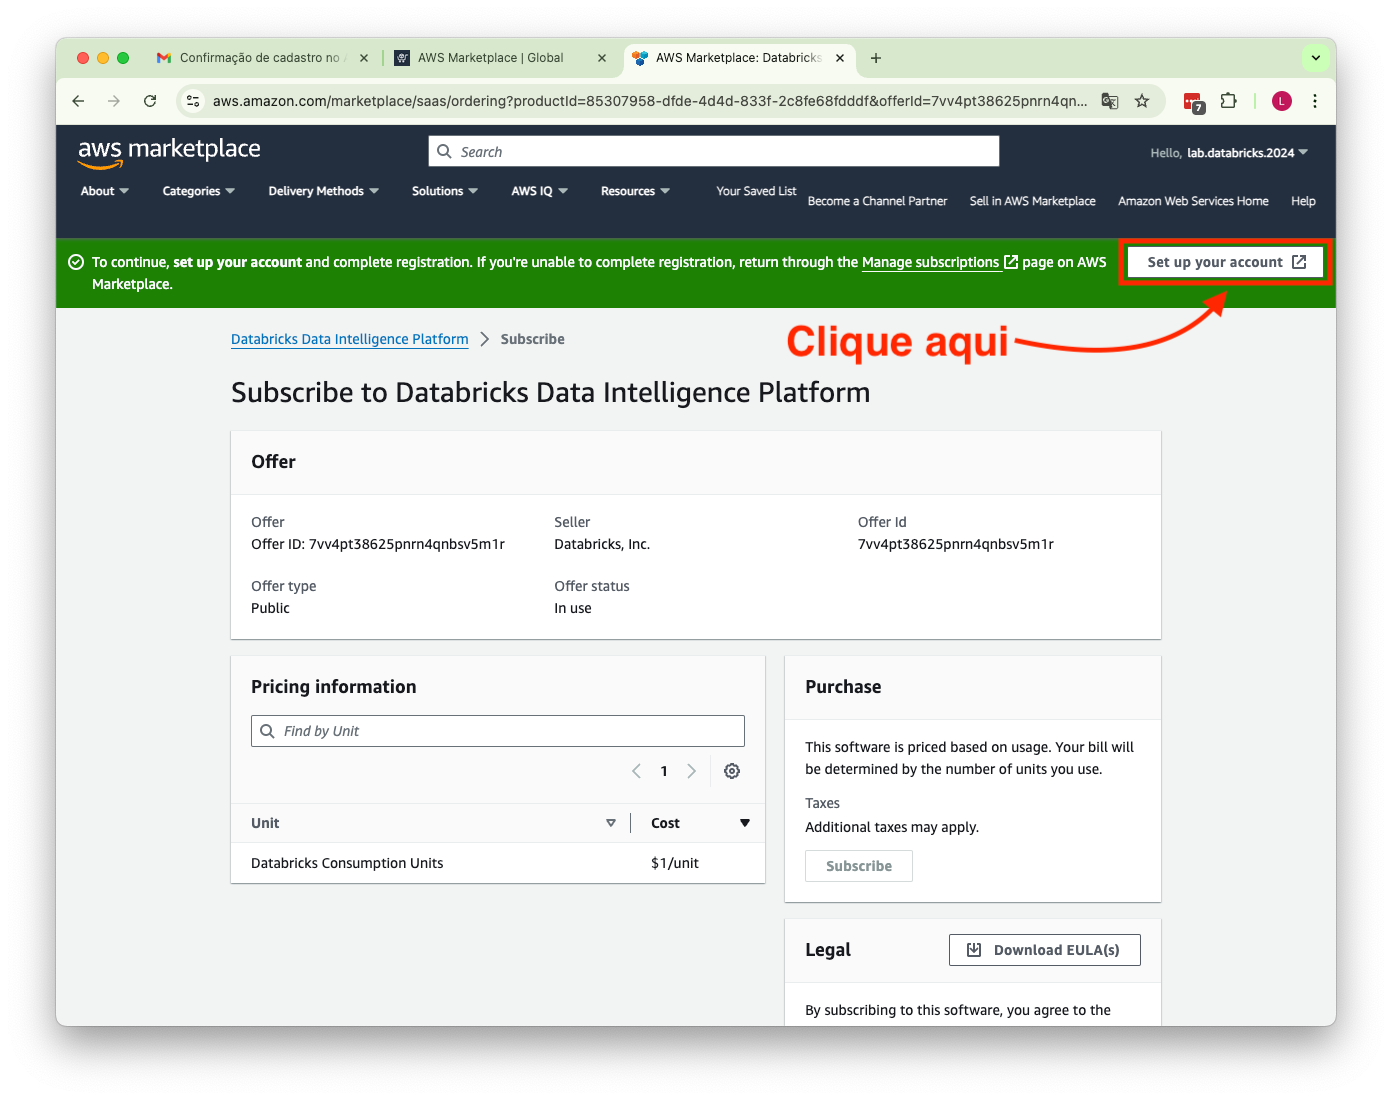 Confirmação de cadastro no
AWS Marketplace | Global
AWS Marketplace: Databricks
aws.amazon.com/marketplace/saas/ordering?productId=85307958-dfde-4d4d-833f-2c8fe68fdddf&offerId=7vv4pt38625pnrn4qn...
7
L
aws marketplace
Search
Hello, lab.databricks.2024
About
Categories
Delivery Methods
Solutions
AWS IQ
Resources
Your Saved List
Become a Channel Partner
Sell in AWS Marketplace
Amazon Web Services Home
Help
To continue, set up your account and complete registration. If you're unable to complete registration, return through the Manage subscriptions page on AWS
Marketplace.
Set up your account
Clique aqui
Databricks Data Intelligence Platform
Subscribe
Subscribe to Databricks Data Intelligence Platform
Offer
Offer
Offer ID: 7vv4pt38625pnrn4qnbsv5m1r
Seller
Databricks, Inc.
Offer Id
7vv4pt38625pnrn4qnbsv5m1r
Offer type
Public
Offer status
In use
Pricing information
Find by Unit
1
Unit
Cost
Databricks Consumption Units
$1/unit
Purchase
This software is priced based on usage. Your bill will
be determined by the number of units you use.
Taxes
Additional taxes may apply.
Subscribe
Legal
Download EULA(s)
By subscribing to this software, you agree to the